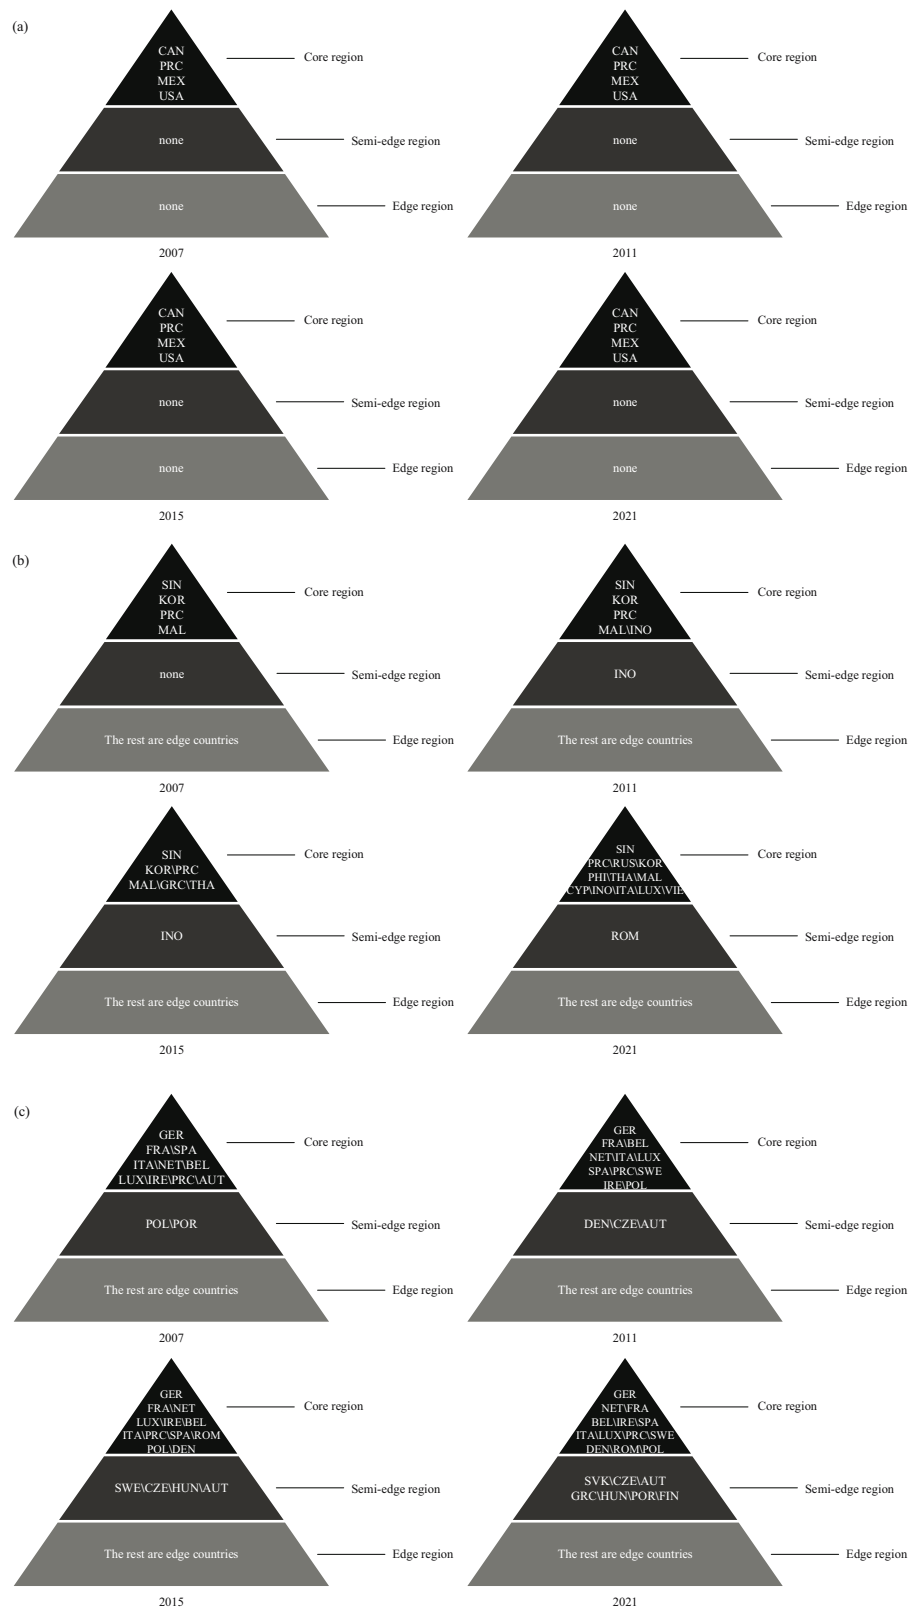 (a)
CAN
PRC
MEX
USA
Core region
none
Semi-edge region
none
Edge region
2007
CAN
PRC
MEX
USA
Core region
none
Semi-edge region
none
Edge region
2011
CAN
PRC
MEX
USA
Core region
none
Semi-edge region
none
Edge region
2015
CAN
PRC
MEX
USA
Core region
none
Semi-edge region
none
Edge region
2021
(b)
SIN
KOR
PRC
MAL
Core region
none
Semi-edge region
The rest are edge countries
Edge region
2007
SIN
KOR
PRC
MAL\INO
Core region
INO
Semi-edge region
The rest are edge countries
Edge region
2011
SIN
KOR\PRC
MAL\GRC\THA
Core region
INO
Semi-edge region
The rest are edge countries
Edge region
2015
SIN
PRC\RUS\KOR
PHI\THA\MAL
CYP\INO\ITA\LUX\VIE
Core region
ROM
Semi-edge region
The rest are edge countries
Edge region
2021
(c)
GER
FRA\SPA
ITA\NET\BEL
LUX\IRE\PRC\AUT
Core region
POL\POR
Semi-edge region
The rest are edge countries
Edge region
2007
GER
FRA\BEL
NET\ITA\LUX
SPA\PRC\SWE
IRE\POL
Core region
DEN\CZE\AUT
Semi-edge region
The rest are edge countries
Edge region
2011
GER
FRA\NET
LUX\IRE\BEL
ITA\PRC\SPA\ROM
POL\DEN
Core region
SWE\CZE\HUN\AUT
Semi-edge region
The rest are edge countries
Edge region
2015
GER
NET\FRA
BEL\IRE\SPA
ITA\LUX\PRC\SWE
DEN\ROM\POL
Core region
SVK\CZE\AUT
GRC\HUN\POR\FIN
Semi-edge region
The rest are edge countries
Edge region
2021